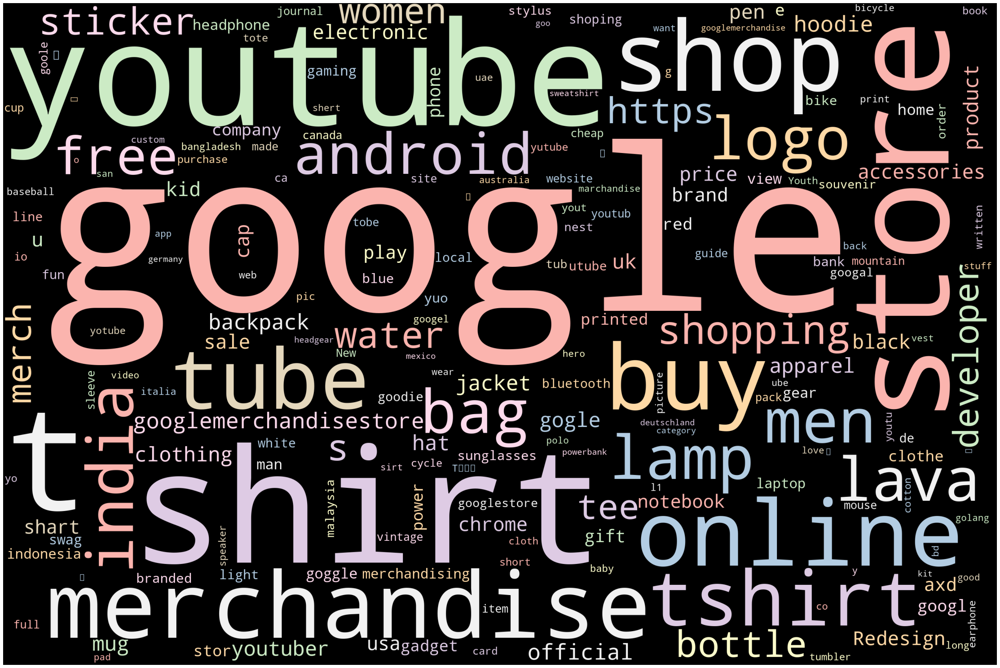 sticker
journal
women
stylus
goo
shoping
pen
e
bicycle
book
headphone
electronic
want
googlemerchandise
hoodie
tote
youtube
shop
goole
gaming
phone
uae
g
product
sweatshirt
print
cup
shert
https
bike
home
order
company
canada
cheap
logo
re
free
custom
bangladesh
made
android
yutube
o
purchase
san
kid
ca
site
australia
website
price
view
Youth
souvenir
accessories
baseball
marchandise
brand
google
store
line
tobe
yout
youtub
written
cap
nest
red
u
app
play
local
guide
back
io
germany
tub
utube
uk
bank
mountain
stuff
fun
web
blue
googal
developer
merch
pic
yuo
yotube
backpack
googel
printed
shopping
sale
headgear
water
black
vest
New
mexico
hero
tube
buy
sleeve
video
wear
jacket
bluetooth
picture
apparel
ube
india
italia
goodie
bag
pack
gear
googlemerchandisestore
gogle
deutschland
category
men
youtu
t
white
s
hat
polo
lamp
de
clothing
man
sirt
cycle
sunglasses
powerbank
love
clothe
yo
shirt
T
laptop
lava
malaysia
power
googlestore
tee
l1
notebook
mouse
cotton
shart
chrome
online
golang
swag
speaker
vintage
cloth
gift
indonesia
bd
short
baby
branded
light
goggle
merchandising
y
kit
good
merchandise
tshirt
axd
item
co
googl
full
earphone
mug
stor
youtuber
usa
gadget
card
official
bottle
Redesign
long
pad
tumbler